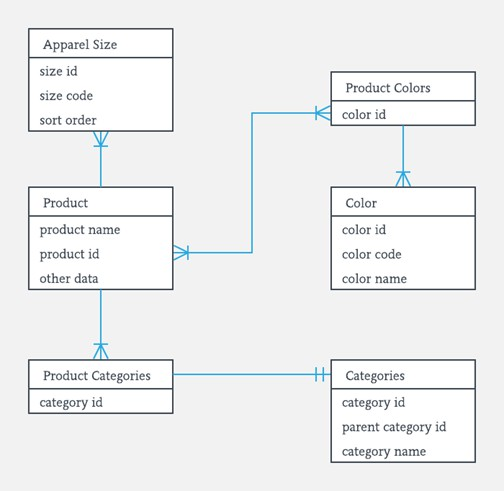 Apparel Size
size id
size code
sort order
Product Colors
color id
Product
product name
product id
other data
Color
color id
color code
color name
Product Categories
category id
Categories
category id
parent category id
category name